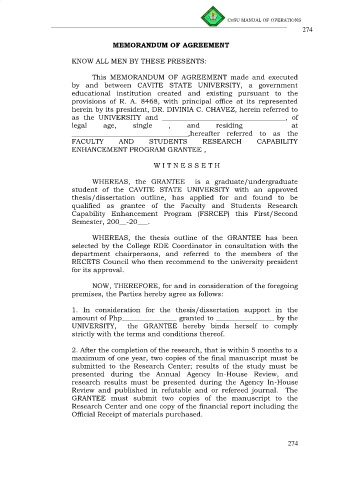 CvSU MANUAL OF OPERATIONS
274
MEMORANDUM OF AGREEMENT
KNOW ALL MEN BY THESE PRESENTS:
This MEMORANDUM OF AGREEMENT made and executed
by and between CAVITE STATE UNIVERSITY, a government
educational institution created and existing pursuant to the
provisions of R. A. 8468, with principal office at its represented
herein by its president, DR. DIVINIA C. CHAVEZ, herein referred to
as the UNIVERSITY and ____________________________________, of
legal age, single , and residing at
__________________________________,hereafter referred to as the
FACULTY AND STUDENTS RESEARCH CAPABILITY
ENHANCEMENT PROGRAM GRANTEE ,
W I T N E S S E T H
WHEREAS, the GRANTEE is a graduate/undergraduate
student of the CAVITE STATE UNIVERSITY with an approved
thesis/dissertation outline, has applied for and found to be
qualified as grantee of the Faculty and Students Research
Capability Enhancement Program (FSRCEP) this First/Second
Semester, 200__-20___.
WHEREAS, the thesis outline of the GRANTEE has been
selected by the College RDE Coordinator in consultation with the
department chairpersons, and referred to the members of the
RECETS Council who then recommend to the university president
for its approval.
NOW, THEREFORE, for and in consideration of the foregoing
premises, the Parties hereby agree as follows:
1. In consideration for the thesis/dissertation support in the
amount of Php________________ granted to _________________ by the
UNIVERSITY, the GRANTEE hereby binds herself to comply
strictly with the terms and conditions thereof.
2. After the completion of the research, that is within 5 months to a
maximum of one year, two copies of the final manuscript must be
submitted to the Research Center; results of the study must be
presented during the Annual Agency In-House Review, and
research results must be presented during the Agency In-House
Review and published in refutable and or refereed journal. The
GRANTEE must submit two copies of the manuscript to the
Research Center and one copy of the financial report including the
Official Receipt of materials purchased.
274